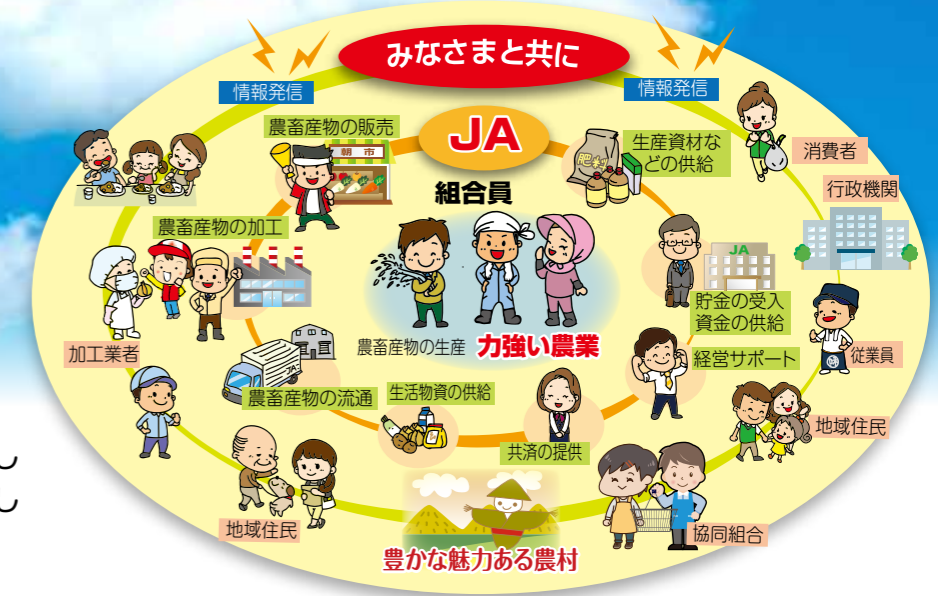 みなさまと共に
情報発信
情報発信
農畜産物の販売
朝市
JA
組合員
肥料
生産資材な
どの供給
消費者
行政機関
農畜産物の加工
JA
貯金の受入
資金の供給
加工業者
農畜産物の生産 力強い農業
経営サポート
従業員
JA
農畜産物の流通
生活物資の供給
共済の提供
地域住民
地域住民
協同組合
豊かな魅力ある農村
し
し